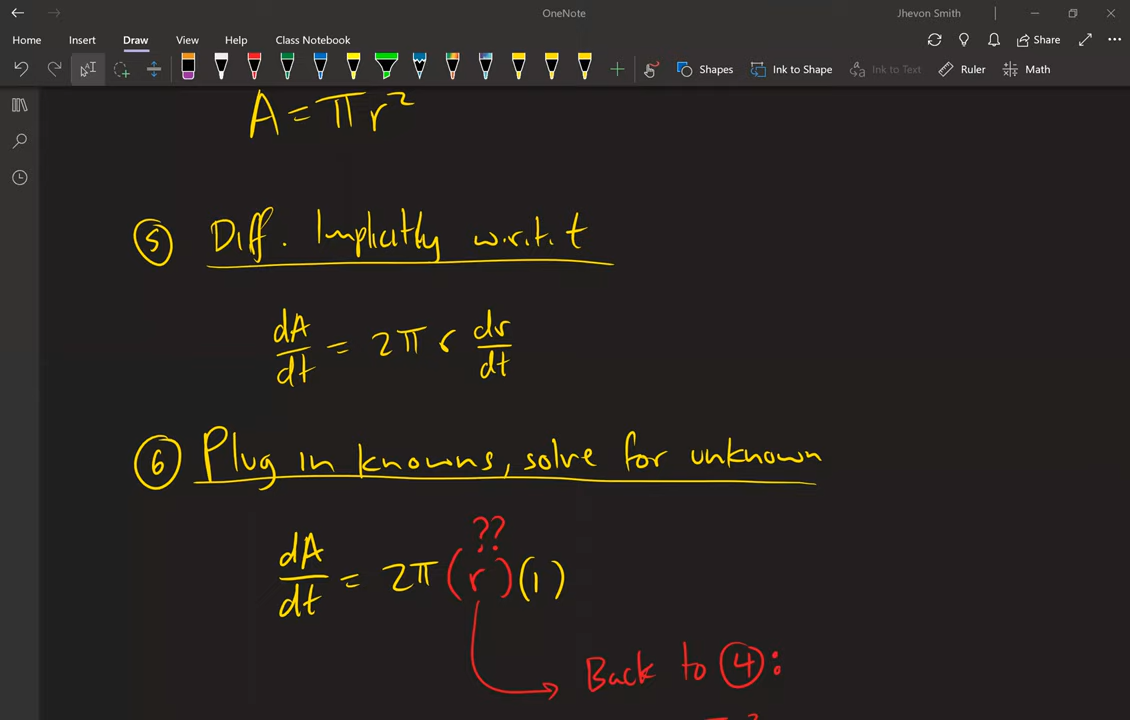 OneNote
Jhevon Smith
Home Insert Draw View Help Class Notebook
Share
Shapes Ink to Shape Ink to Text Ruler Math
A = πr²
⑤ Diff. Implicitly w.r.t. t
dA/dt = 2πr dr/dt
⑥ Plug in knowns, solve for unknown
??
dA/dt = 2π(r)(1)
Back to ④: